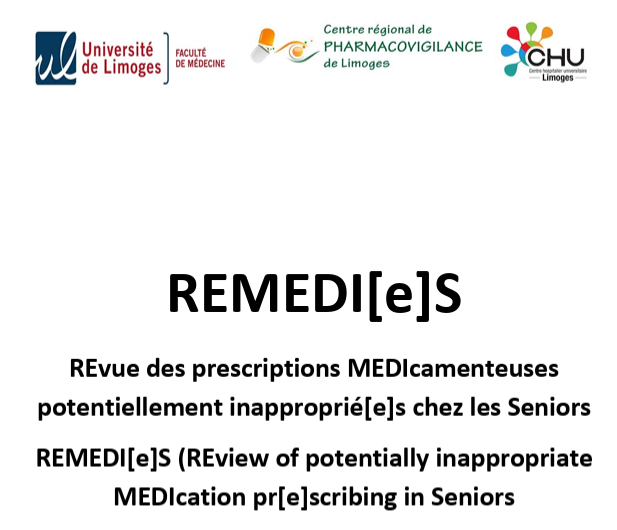 Université
de Limoges
FACULTÉ
DE MÉDECINE
Centre régional de
PHARMACOVIGILANCE
de Limoges
CHU
Centre hospitalier universitaire
Limoges
REMEDI[e]S
REvue des prescriptions MEDIcamenteuses
potentiellement inapproprié[e]s chez les Seniors
REMEDI[e]S (REview of potentially inappropriate
MEDIcation pr[e]scribing in Seniors